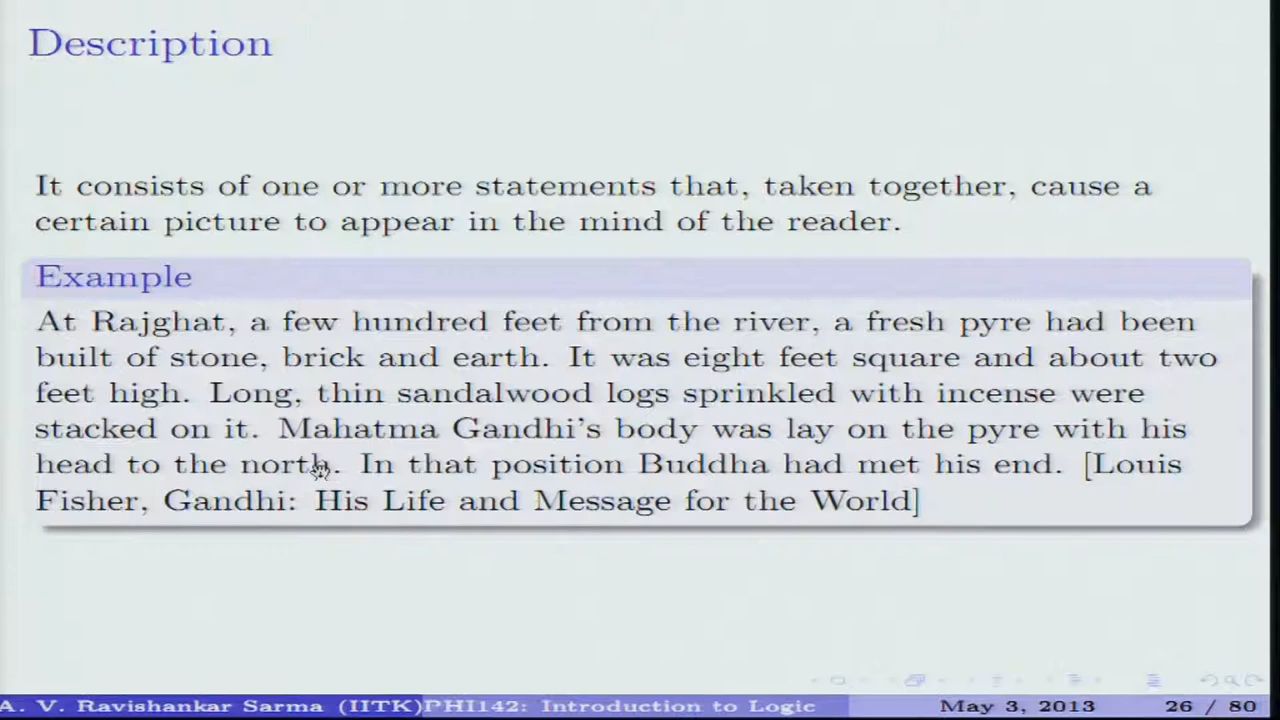 Description
It consists of one or more statements that, taken together, cause a
certain picture to appear in the mind of the reader.
Example
At Rajghat, a few hundred feet from the river, a fresh pyre had been
built of stone, brick and earth. It was eight feet square and about two
feet high. Long, thin sandalwood logs sprinkled with incense were
stacked on it. Mahatma Gandhi's body was lay on the pyre with his
head to the north. In that position Buddha had met his end. [Louis
Fisher, Gandhi: His Life and Message for the World]
A. V. Ravishankar Sarma (IITK) PHI142: Introduction to Logic May 3, 2013 26 / 80